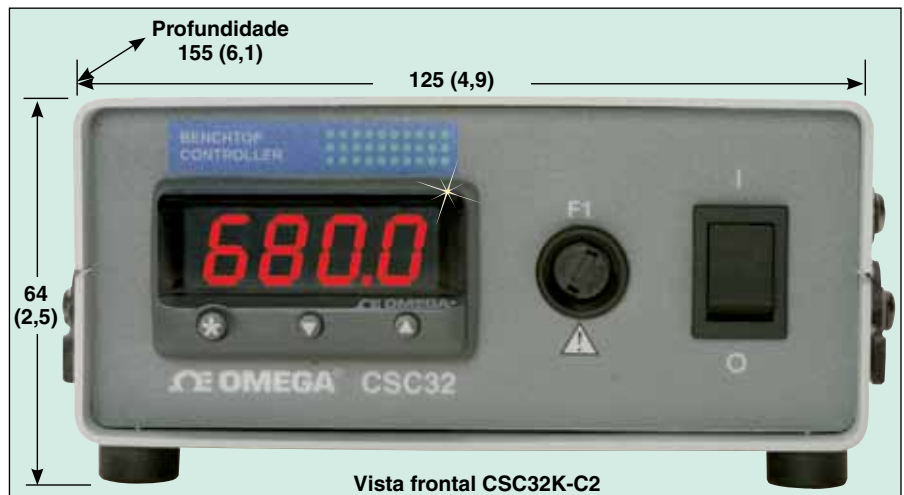 Profundidade
155 (6,1)
125 (4,9)
BENCHTOP
CONTROLLER
680.0
F1
I
64
(2,5)
OMEGA
OMEGA® CSC32
O
Vista frontal CSC32K-C2